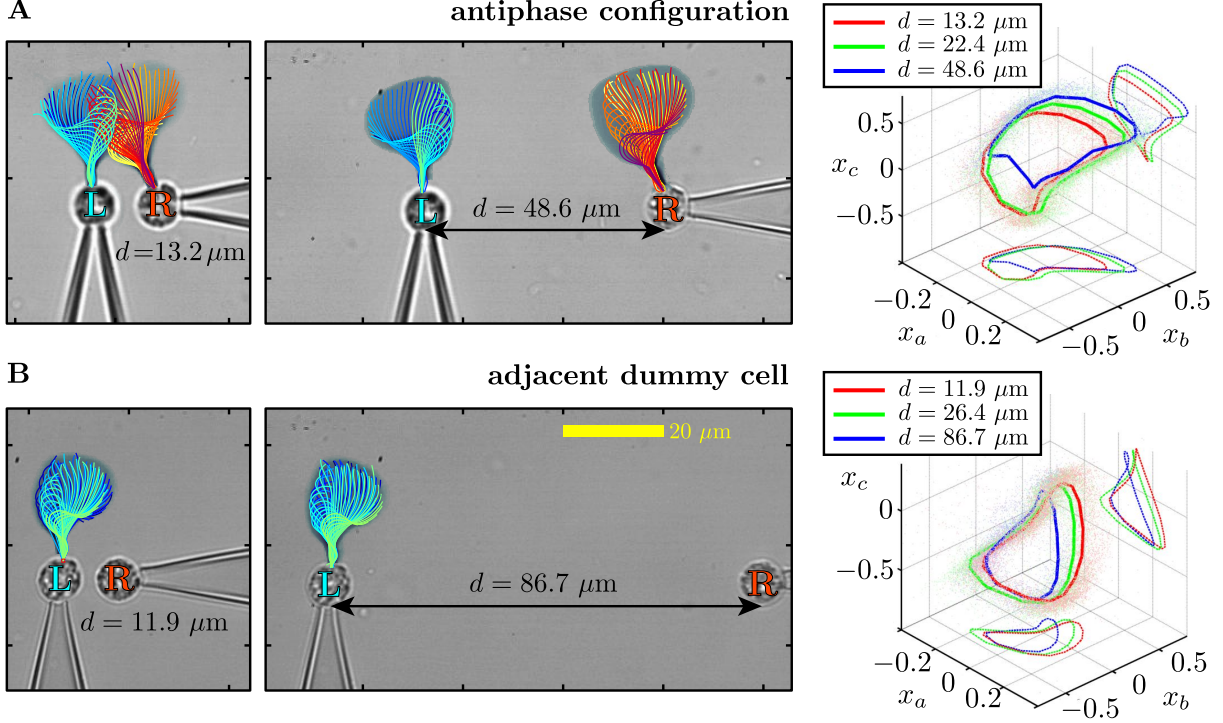 A
antiphase configuration
L
R
d=13.2 μm
L
R
d = 48.6 μm
d = 13.2 μm
d = 22.4 μm
d = 48.6 μm
0.5
0
−0.5
x_c
−0.2
0
0.2
x_a
−0.5
0
0.5
x_b
B
adjacent dummy cell
L
R
d = 11.9 μm
20 μm
L
R
d = 86.7 μm
d = 11.9 μm
d = 26.4 μm
d = 86.7 μm
x_c
0
−0.5
−0.2
0
0.2
x_a
−0.5
0
0.5
x_b